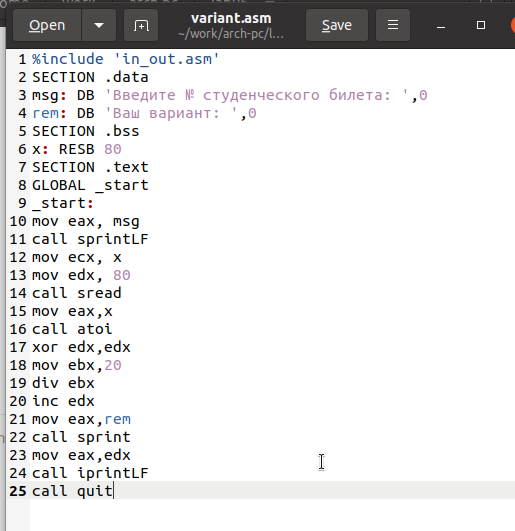 Open
variant.asm
~/work/arch-pc/l...
Save
1 %include 'in_out.asm'
2 SECTION .data
3 msg: DB 'Введите № студенческого билета: ',0
4 rem: DB 'Ваш вариант: ',0
5 SECTION .bss
6 x: RESB 80
7 SECTION .text
8 GLOBAL _start
9 _start:
10 mov eax, msg
11 call sprintLF
12 mov ecx, x
13 mov edx, 80
14 call sread
15 mov eax,x
16 call atoi
17 xor edx,edx
18 mov ebx,20
19 div ebx
20 inc edx
21 mov eax,rem
22 call sprint
23 mov eax,edx
24 call iprintLF
25 call quit